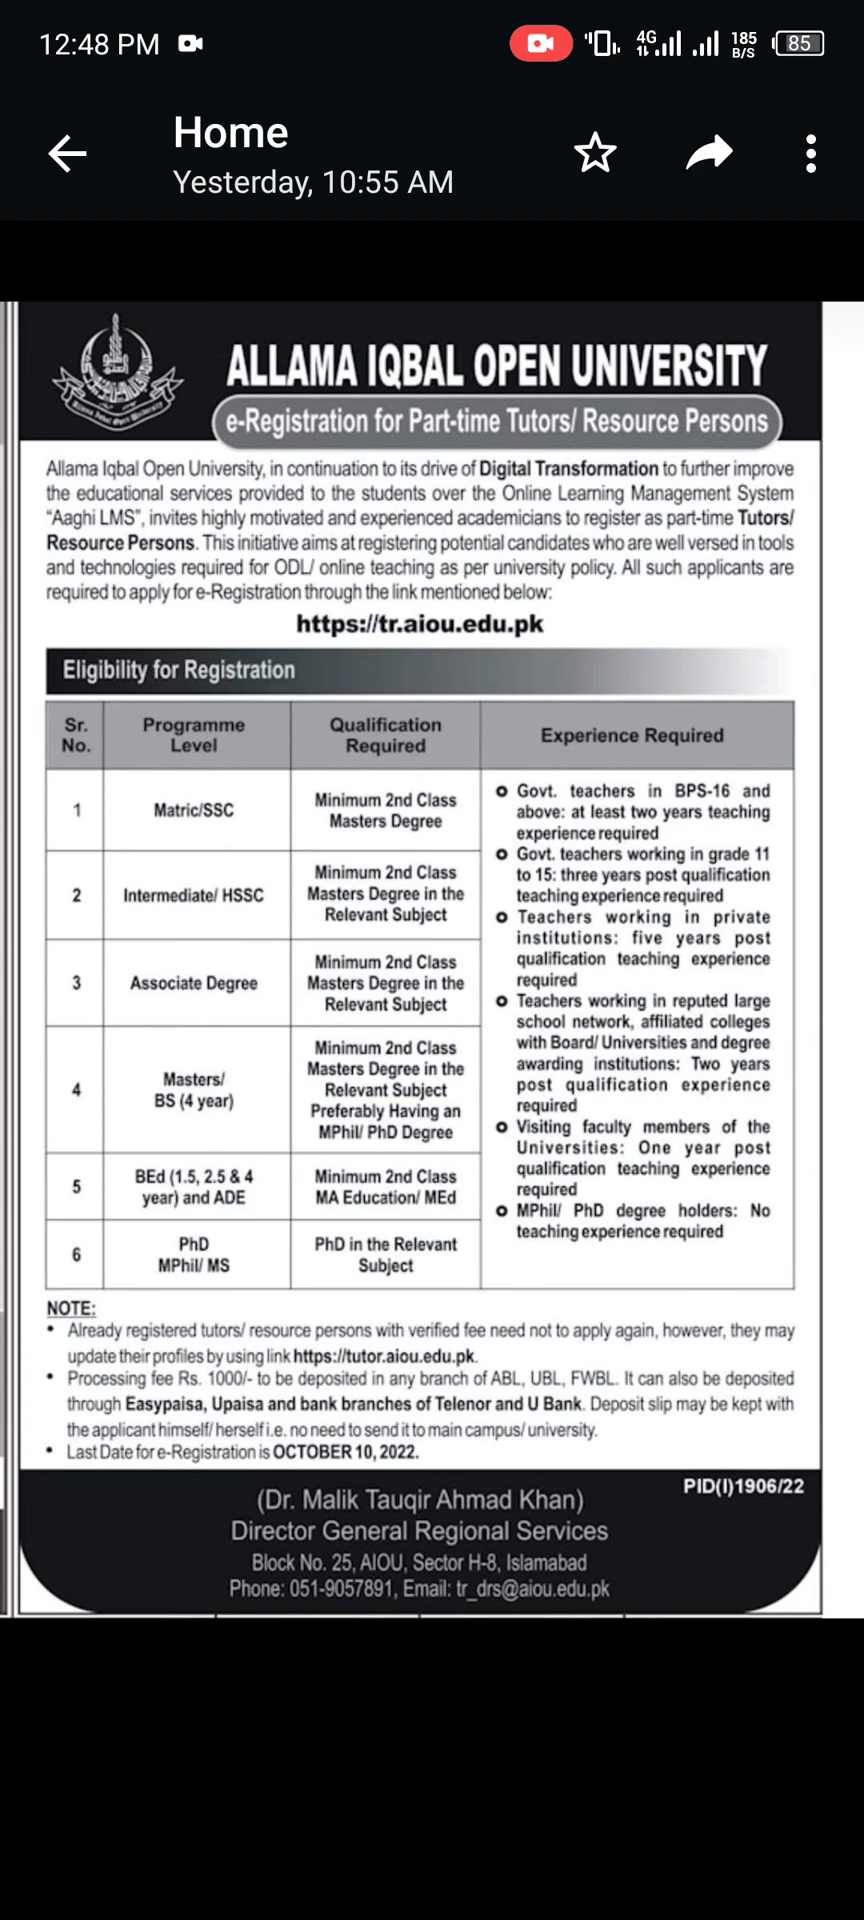 12:48 PM
4G
185
B/S
85
Home
Yesterday, 10:55 AM
ALLAMA IQBAL OPEN UNIVERSITY
e-Registration for Part-time Tutors/ Resource Persons
Allama Iqbal Open University
Allama Iqbal Open University, in continuation to its drive of Digital Transformation to further improve
the educational services provided to the students over the Online Learning Management System
“Aaghi LMS”, invites highly motivated and experienced academicians to register as part-time Tutors/
Resource Persons. This initiative aims at registering potential candidates who are well versed in tools
and technologies required for ODL/ online teaching as per university policy. All such applicants are
required to apply for e-Registration through the link mentioned below:
https://tr.aiou.edu.pk
Eligibility for Registration
Sr.
No.
Programme
Level
Qualification
Required
Experience Required
1
Matric/SSC
Minimum 2nd Class
Masters Degree
2
Intermediate/ HSSC
Minimum 2nd Class
Masters Degree in the
Relevant Subject
3
Associate Degree
Minimum 2nd Class
Masters Degree in the
Relevant Subject
4
Masters/
BS (4 year)
Minimum 2nd Class
Masters Degree in the
Relevant Subject
Preferably Having an
MPhil/ PhD Degree
5
BEd (1.5, 2.5 & 4
year) and ADE
Minimum 2nd Class
MA Education/ MEd
6
PhD
MPhil/ MS
PhD in the Relevant
Subject
Govt. teachers in BPS-16 and
above: at least two years teaching
experience required
Govt. teachers working in grade 11
to 15: three years post qualification
teaching experience required
Teachers working in private
institutions: five years post
qualification teaching experience
required
Teachers working in reputed large
school network, affiliated colleges
with Board/ Universities and degree
awarding institutions: Two years
post qualification experience
required
Visiting faculty members of the
Universities: One year post
qualification teaching experience
required
MPhil/ PhD degree holders: No
teaching experience required
NOTE:
• Already registered tutors/ resource persons with verified fee need not to apply again, however, they may
update their profiles by using link https://tutor.aiou.edu.pk.
• Processing fee Rs. 1000/- to be deposited in any branch of ABL, UBL, FWBL. It can also be deposited
through Easypaisa, Upaisa and bank branches of Telenor and U Bank. Deposit slip may be kept with
the applicant himself/ herself i.e. no need to send it to main campus/ university.
• Last Date for e-Registration is OCTOBER 10, 2022.
PID(I)1906/22
(Dr. Malik Tauqir Ahmad Khan)
Director General Regional Services
Block No. 25, AIOU, Sector H-8, Islamabad
Phone: 051-9057891, Email: tr_drs@aiou.edu.pk